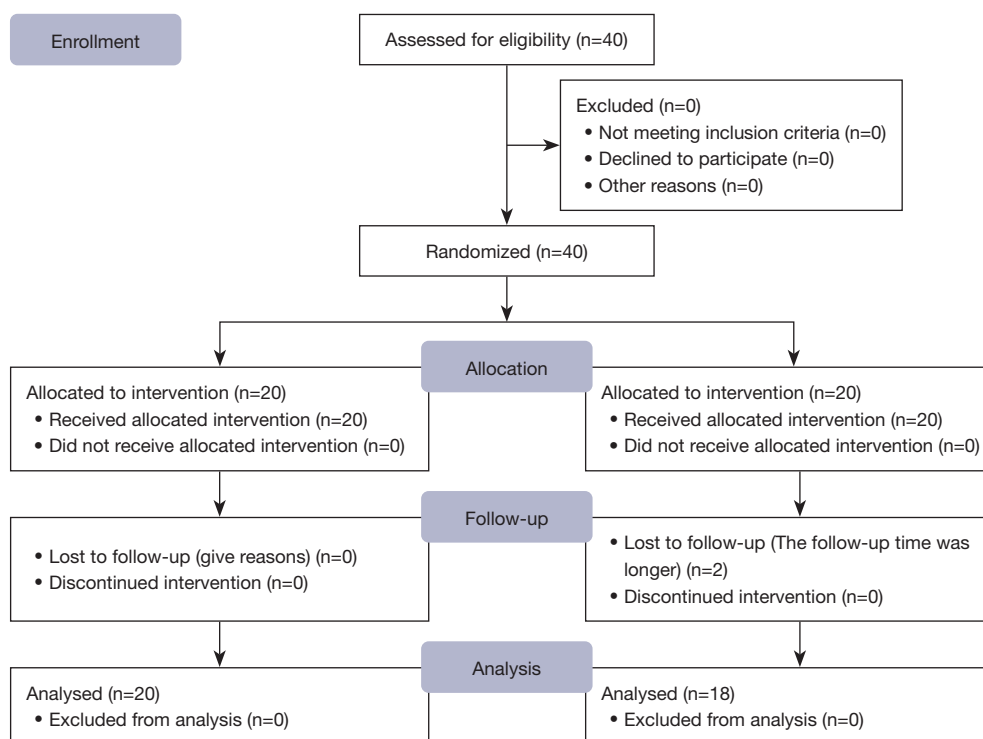 Enrollment
Assessed for eligibility (n=40)
Excluded (n=0)
• Not meeting inclusion criteria (n=0)
• Declined to participate (n=0)
• Other reasons (n=0)
Randomized (n=40)
Allocation
Allocated to intervention (n=20)
• Received allocated intervention (n=20)
• Did not receive allocated intervention (n=0)
Allocated to intervention (n=20)
• Received allocated intervention (n=20)
• Did not receive allocated intervention (n=0)
Follow-up
• Lost to follow-up (give reasons) (n=0)
• Discontinued intervention (n=0)
• Lost to follow-up (The follow-up time was
longer) (n=2)
• Discontinued intervention (n=0)
Analysis
Analysed (n=20)
• Excluded from analysis (n=0)
Analysed (n=18)
• Excluded from analysis (n=0)